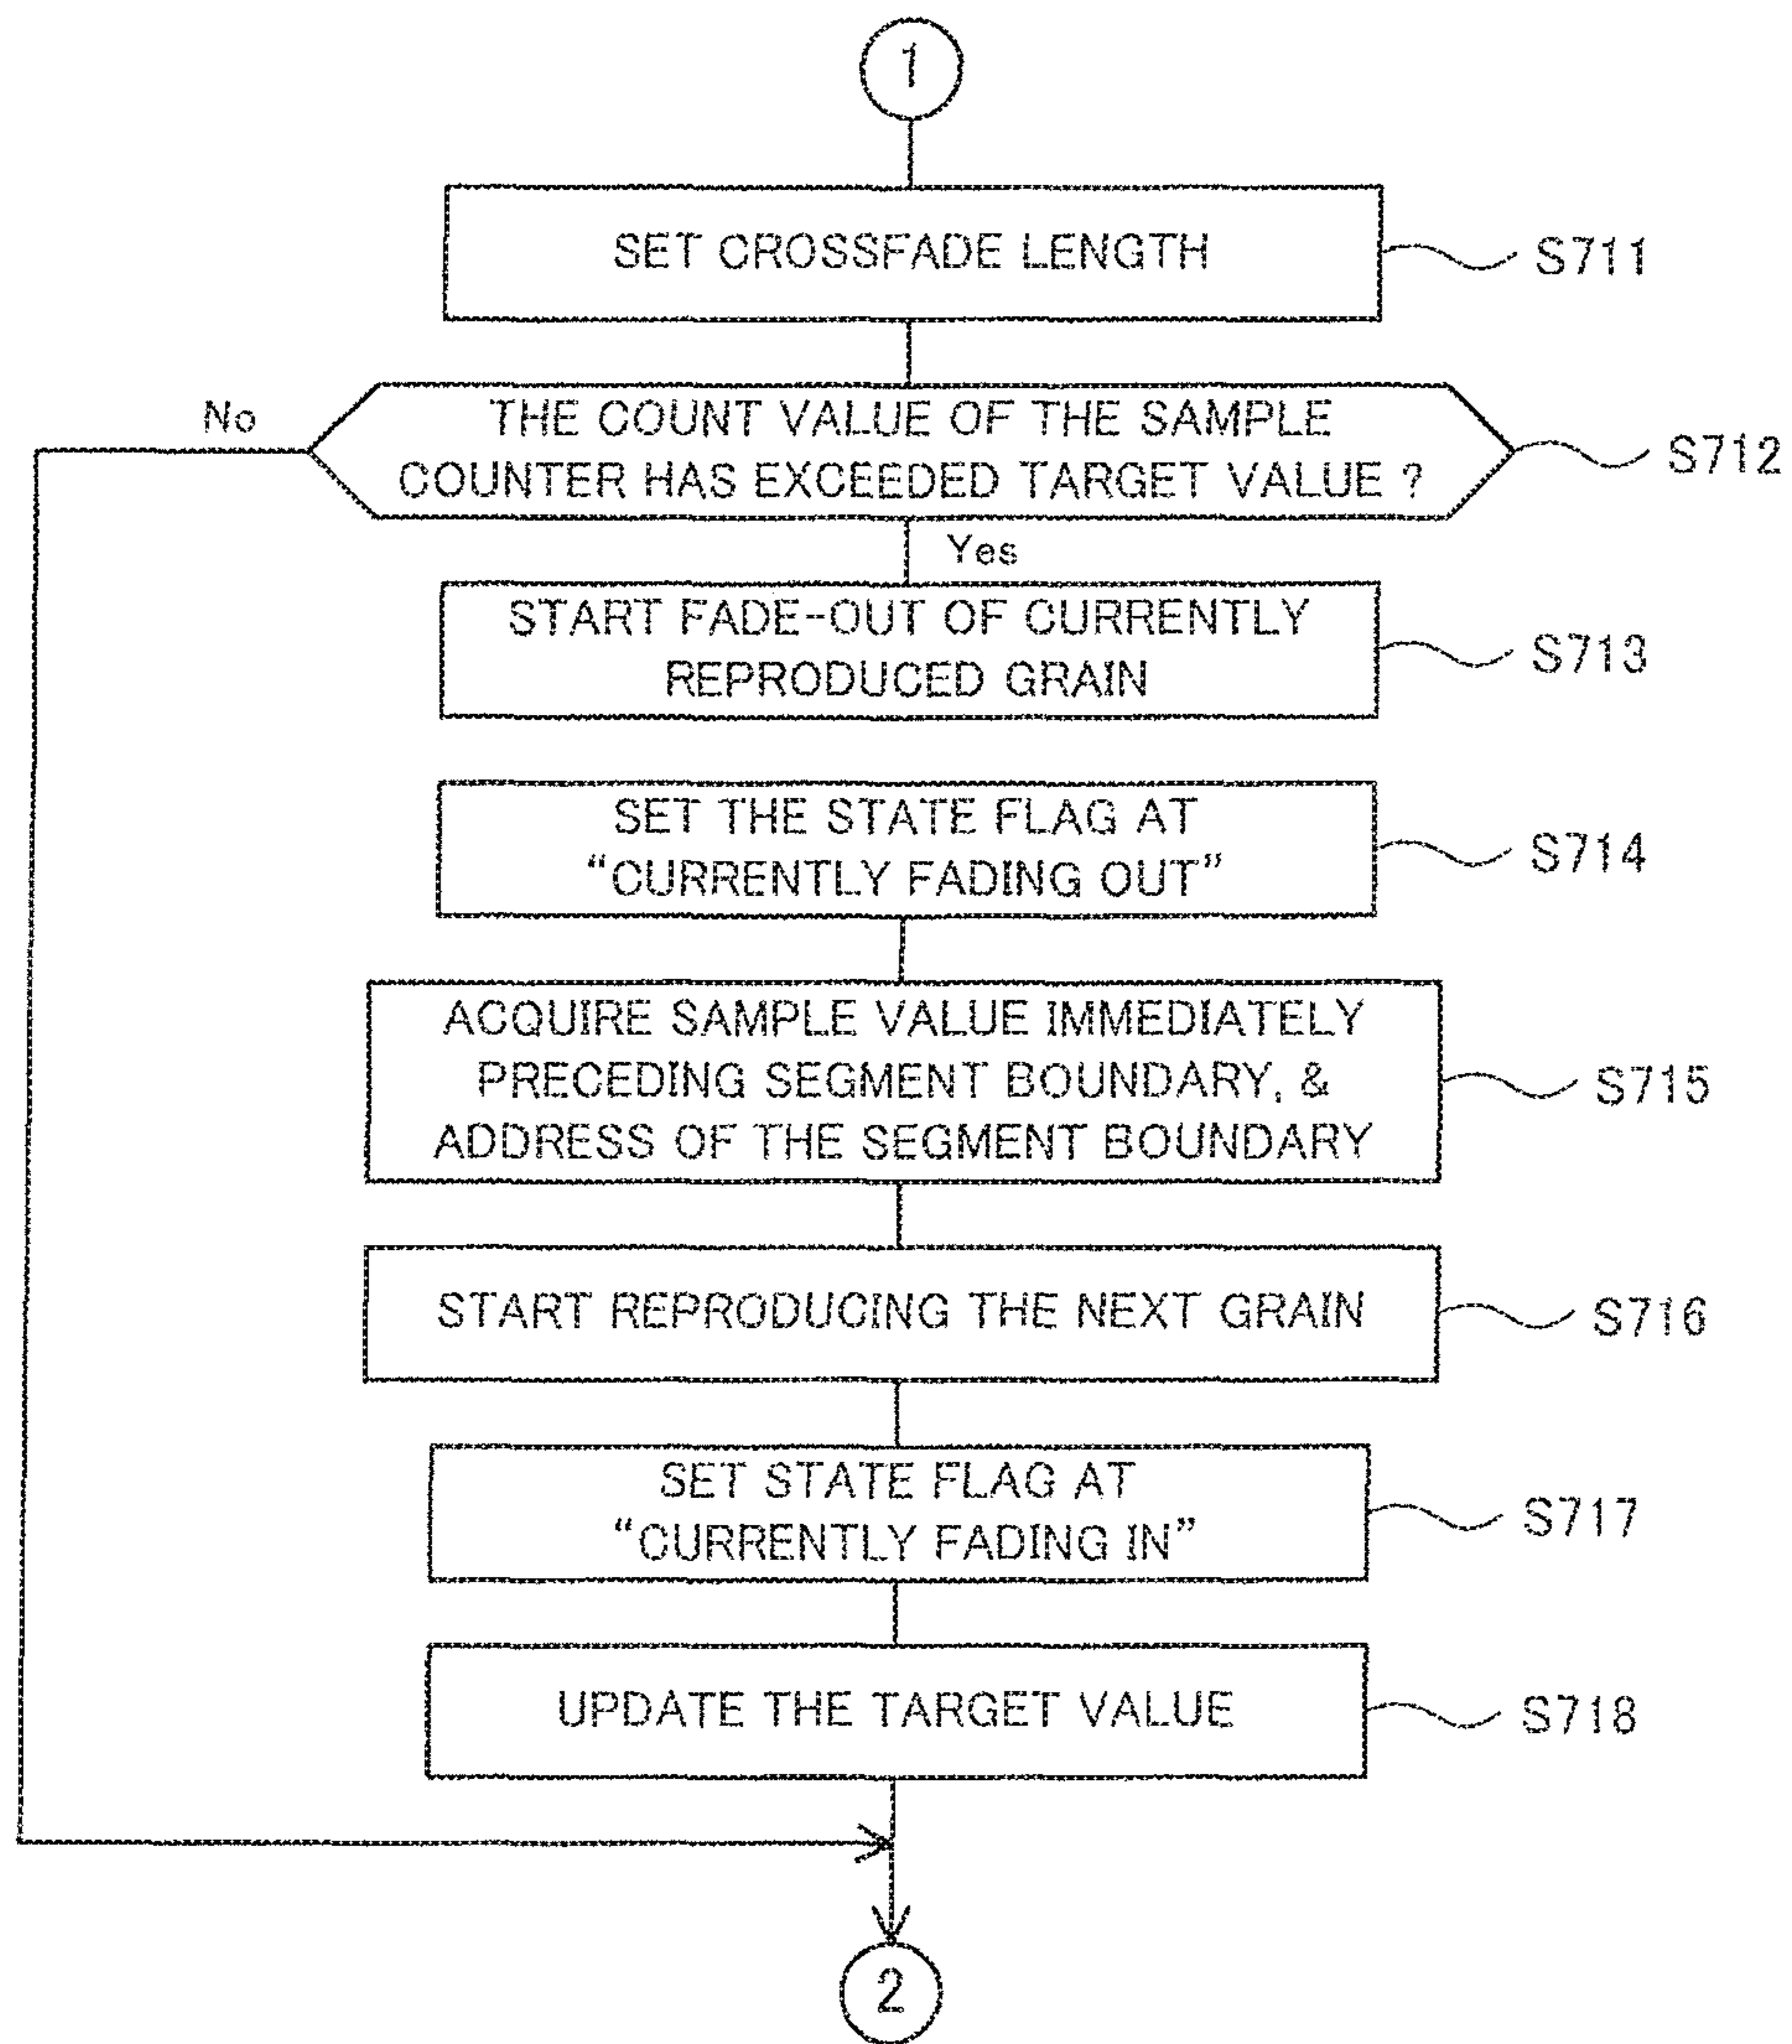 1
SET CROSSFADE LENGTH
S711
No
THE COUNT VALUE OF THE SAMPLE
COUNTER HAS EXCEEDED TARGET VALUE ?
S712
Yes
START FADE-OUT OF CURRENTLY
REPRODUCED GRAIN
S713
SET THE STATE FLAG AT
“CURRENTLY FADING OUT”
S714
ACQUIRE SAMPLE VALUE IMMEDIATELY
PRECEDING SEGMENT BOUNDARY, &
ADDRESS OF THE SEGMENT BOUNDARY
S715
START REPRODUCING THE NEXT GRAIN
S716
SET STATE FLAG AT
“CURRENTLY FADING IN”
S717
UPDATE THE TARGET VALUE
S718
2